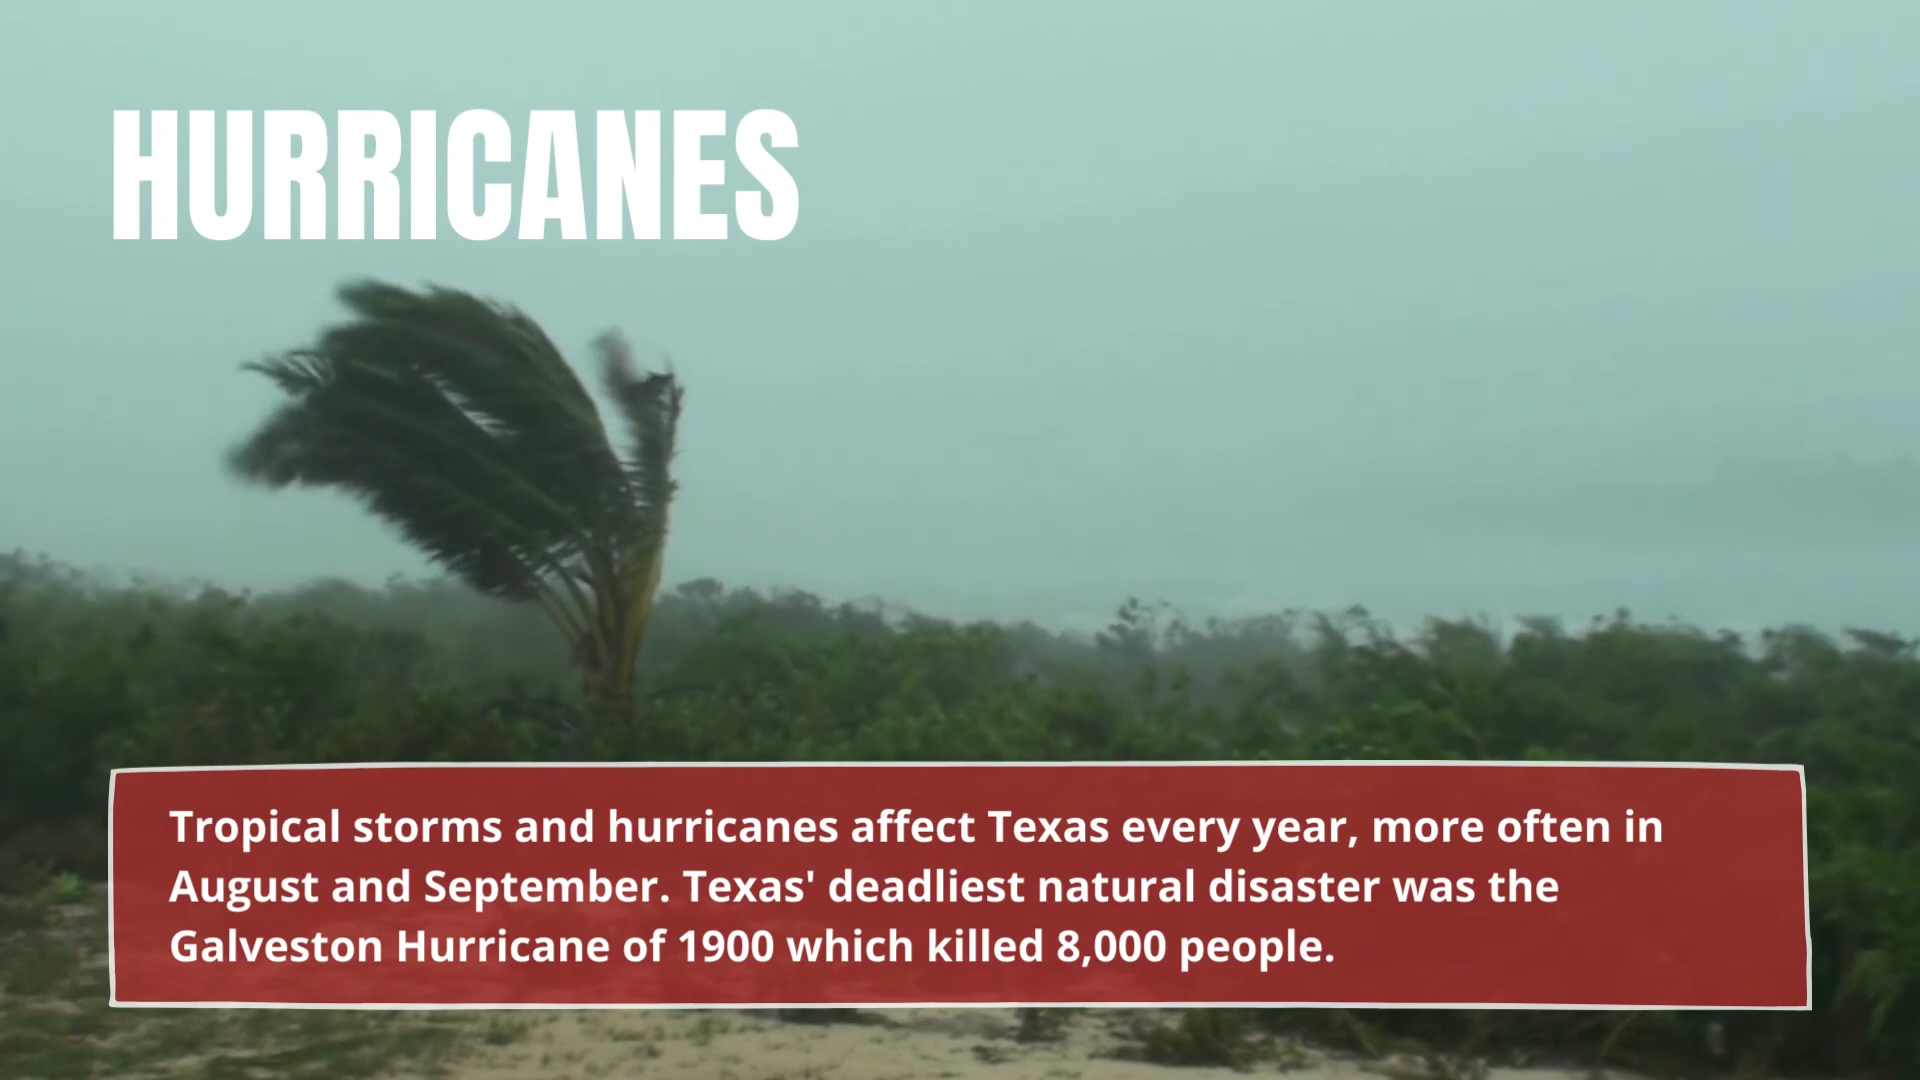 HURRICANES
Tropical storms and hurricanes affect Texas every year, more often in
August and September. Texas' deadliest natural disaster was the
Galveston Hurricane of 1900 which killed 8,000 people.